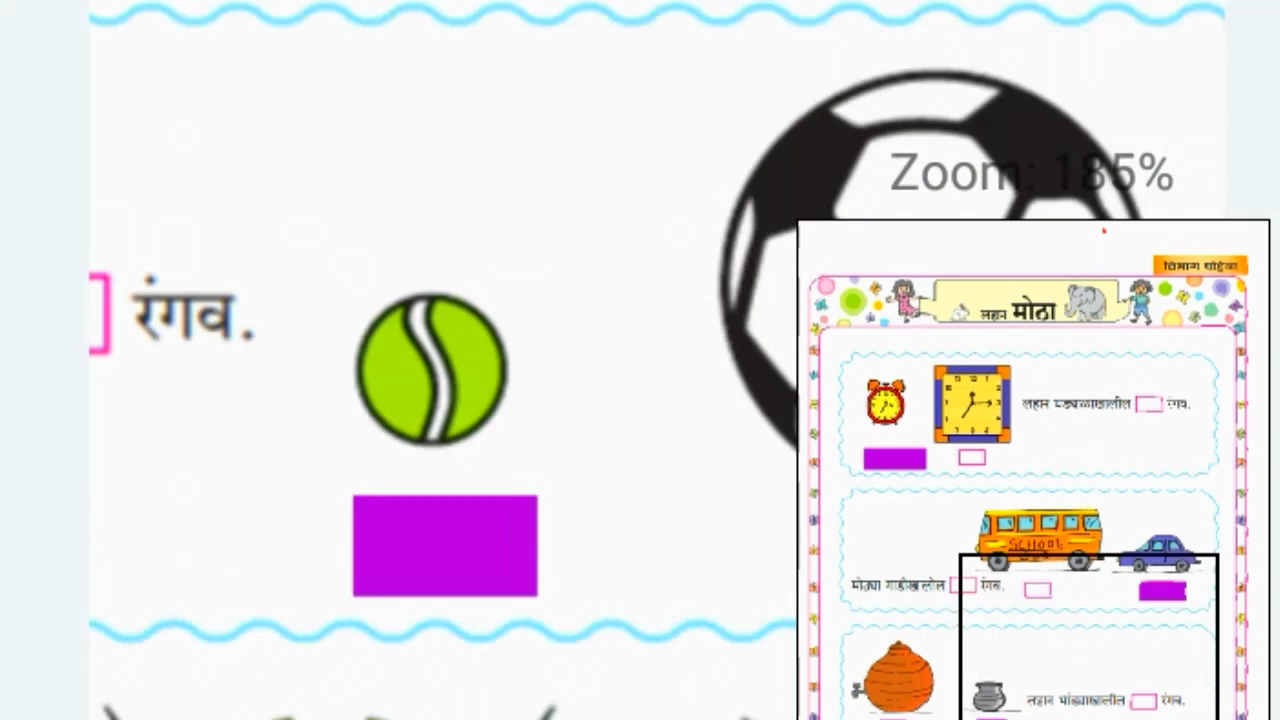 Zoom: 185%
रंगव.
लहान मोठा
लहान घड्याळाखालील रंगव.
SCHOOL
मोठ्या गाडीखालील रंगव.
लहान भांड्याखालील रंगव.